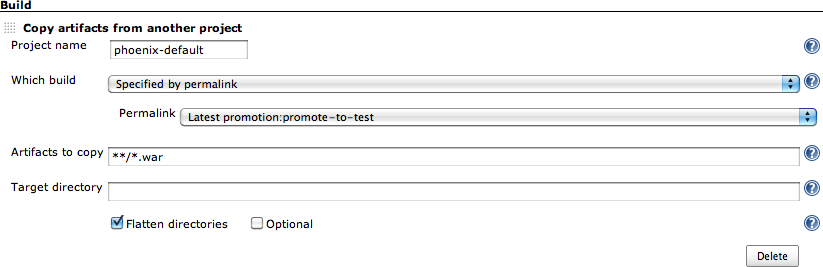 Build
Copy artifacts from another project
Project name phoenix-default
Which build Specified by permalink
Permalink Latest promotion:promote-to-test
Artifacts to copy **/*.war
Target directory
Flatten directories Optional
Delete